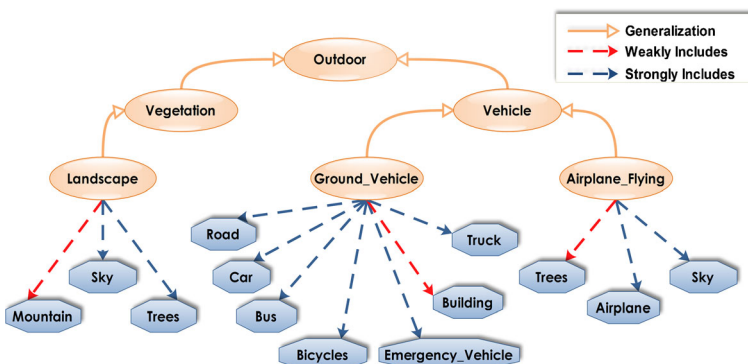 Generalization
Weakly Includes
Strongly Includes
Outdoor
Vegetation
Vehicle
Landscape
Ground_Vehicle
Airplane_Flying
Road
Truck
Sky
Car
Trees
Sky
Mountain
Trees
Bus
Building
Airplane
Bicycles
Emergency_Vehicle